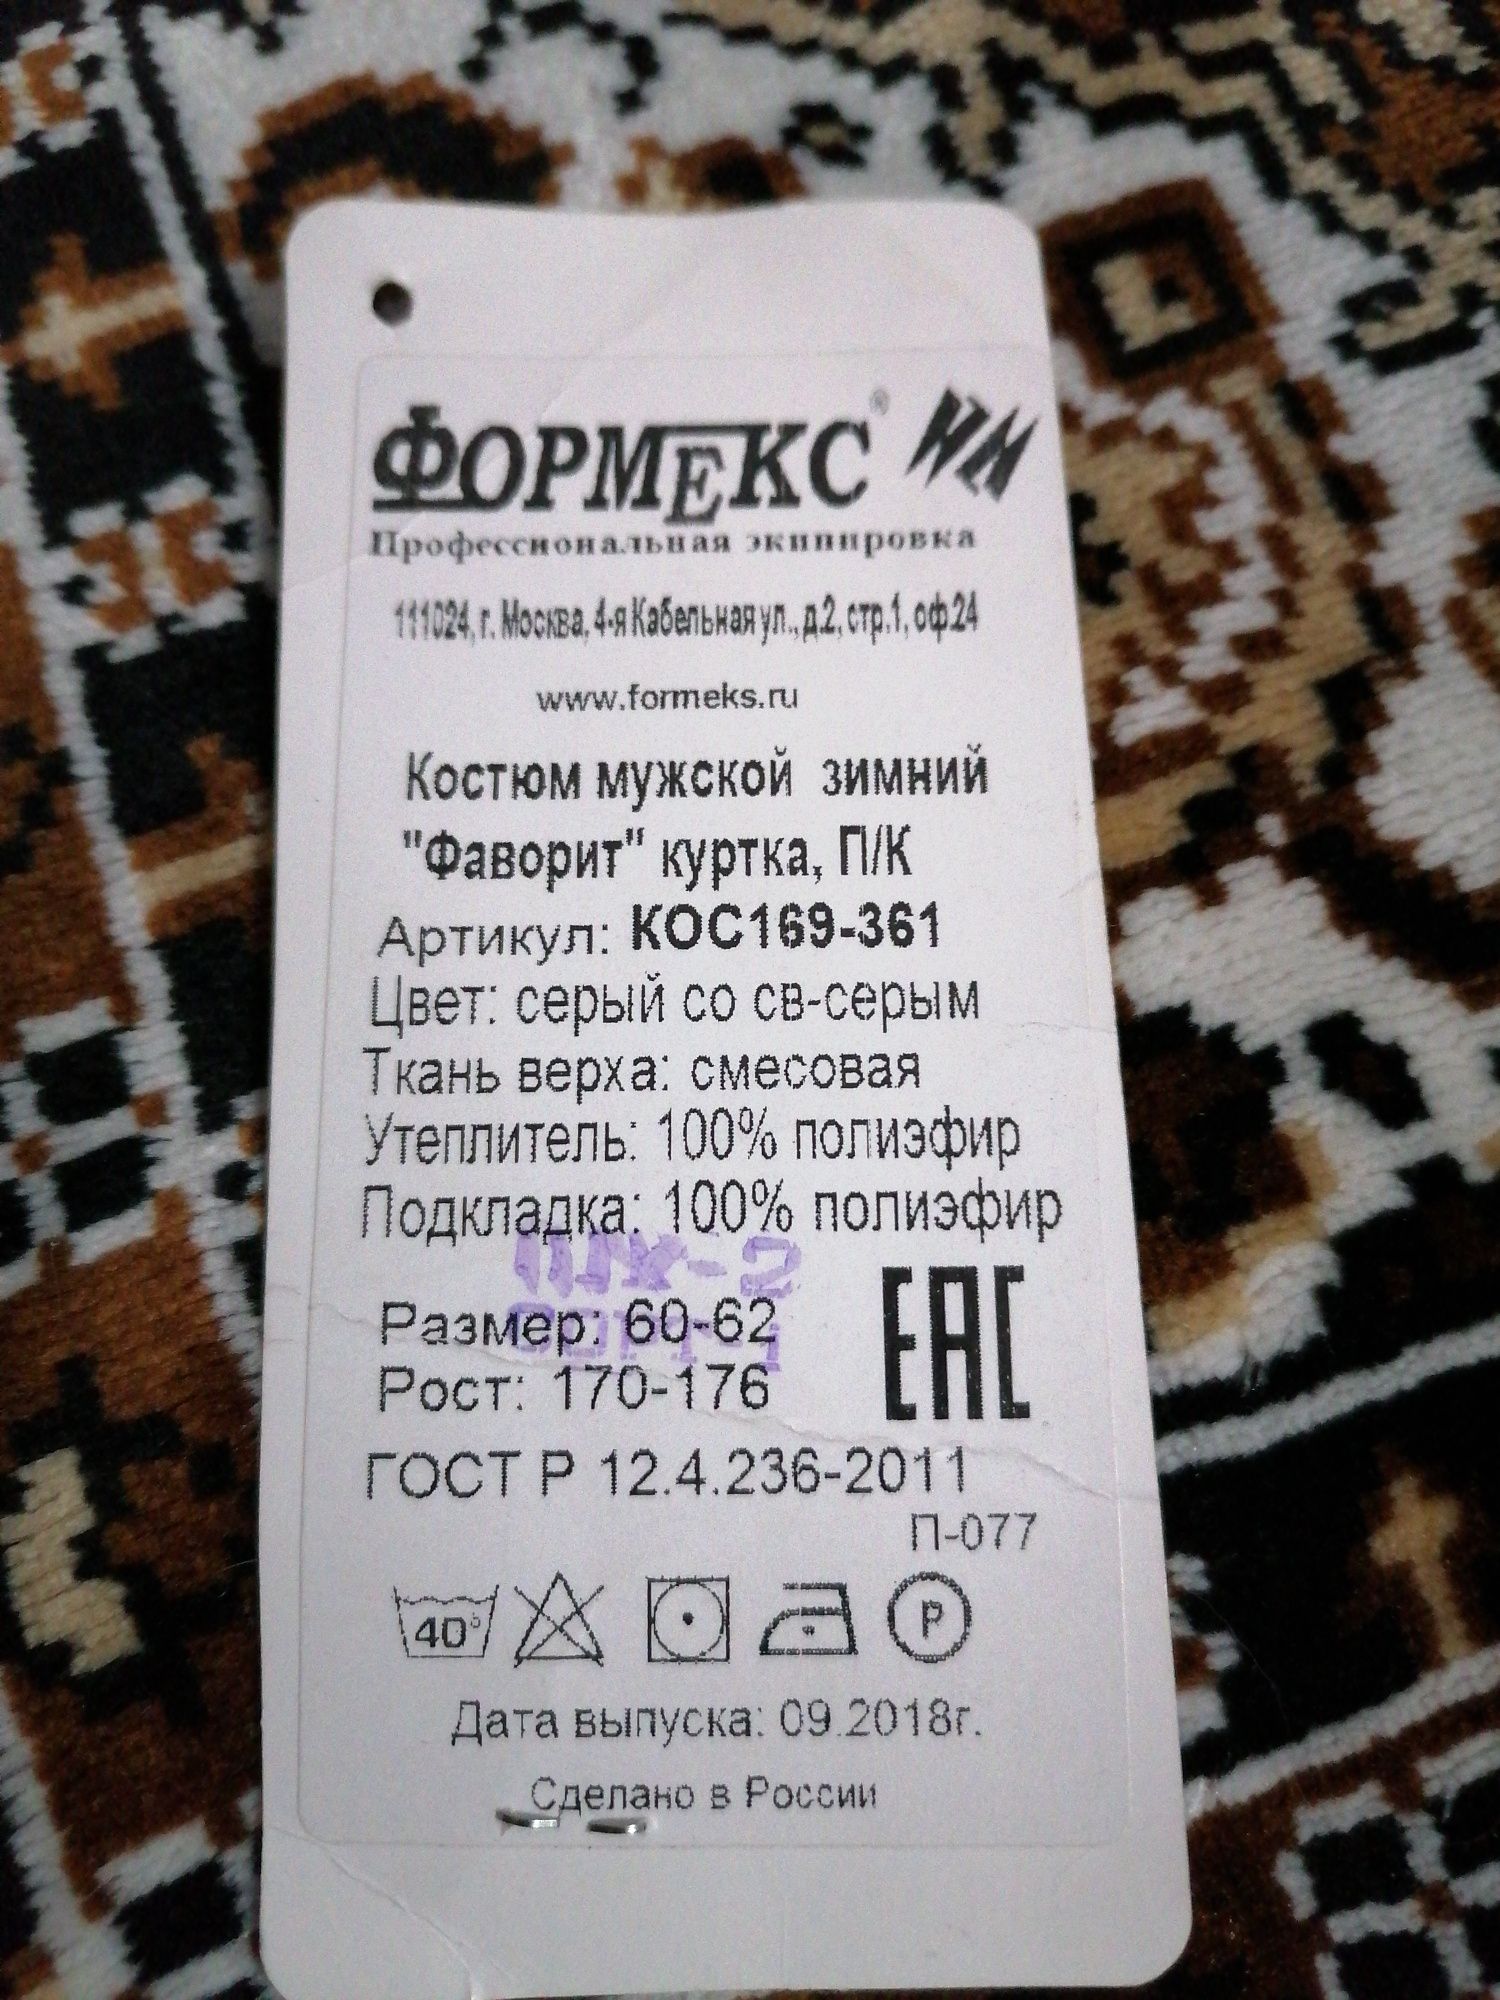 ФОРМЕКС®
Профессиональная экипировка
111024, г. Москва, 4-я Кабельная ул., д.2, стр.1, оф.24
www.formeks.ru
Костюм мужской зимний
"Фаворит" куртка, П/К
Артикул: КОС169-361
Цвет: серый со св-серым
Ткань верха: смесовая
Утеплитель: 100% полиэфир
Подкладка: 100% полиэфир
Размер: 60-62
Рост: 170-176
ЕАС
ГОСТ Р 12.4.236-2011
П-077
40° P
Дата выпуска: 09.2018г.
Сделано в России